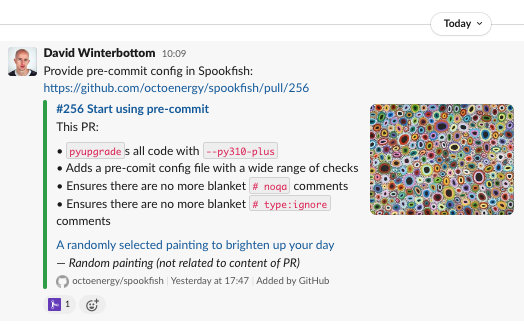 Today
David Winterbottom 10:09
Provide pre-commit config in Spookfish:
https://github.com/octoenergy/spookfish/pull/256
#256 Start using pre-commit
This PR:
• pyupgrades all code with --py310-plus
• Adds a pre-comit config file with a wide range of checks
• Ensures there are no more blanket # noqa comments
• Ensures there are no more blanket # type:ignore
comments
A randomly selected painting to brighten up your day
— Random painting (not related to content of PR)
octoenergy/spookfish | Yesterday at 17:47 | Added by GitHub
1